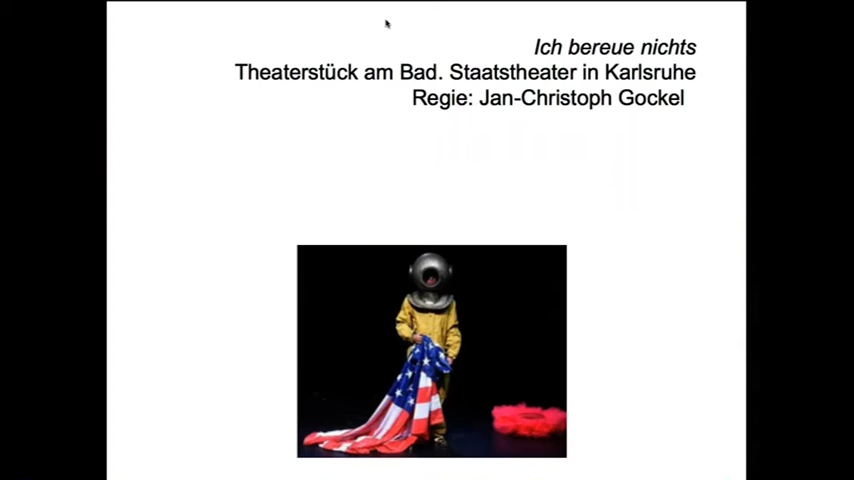 Ich bereue nichts
Theaterstück am Bad. Staatstheater in Karlsruhe
Regie: Jan-Christoph Gockel